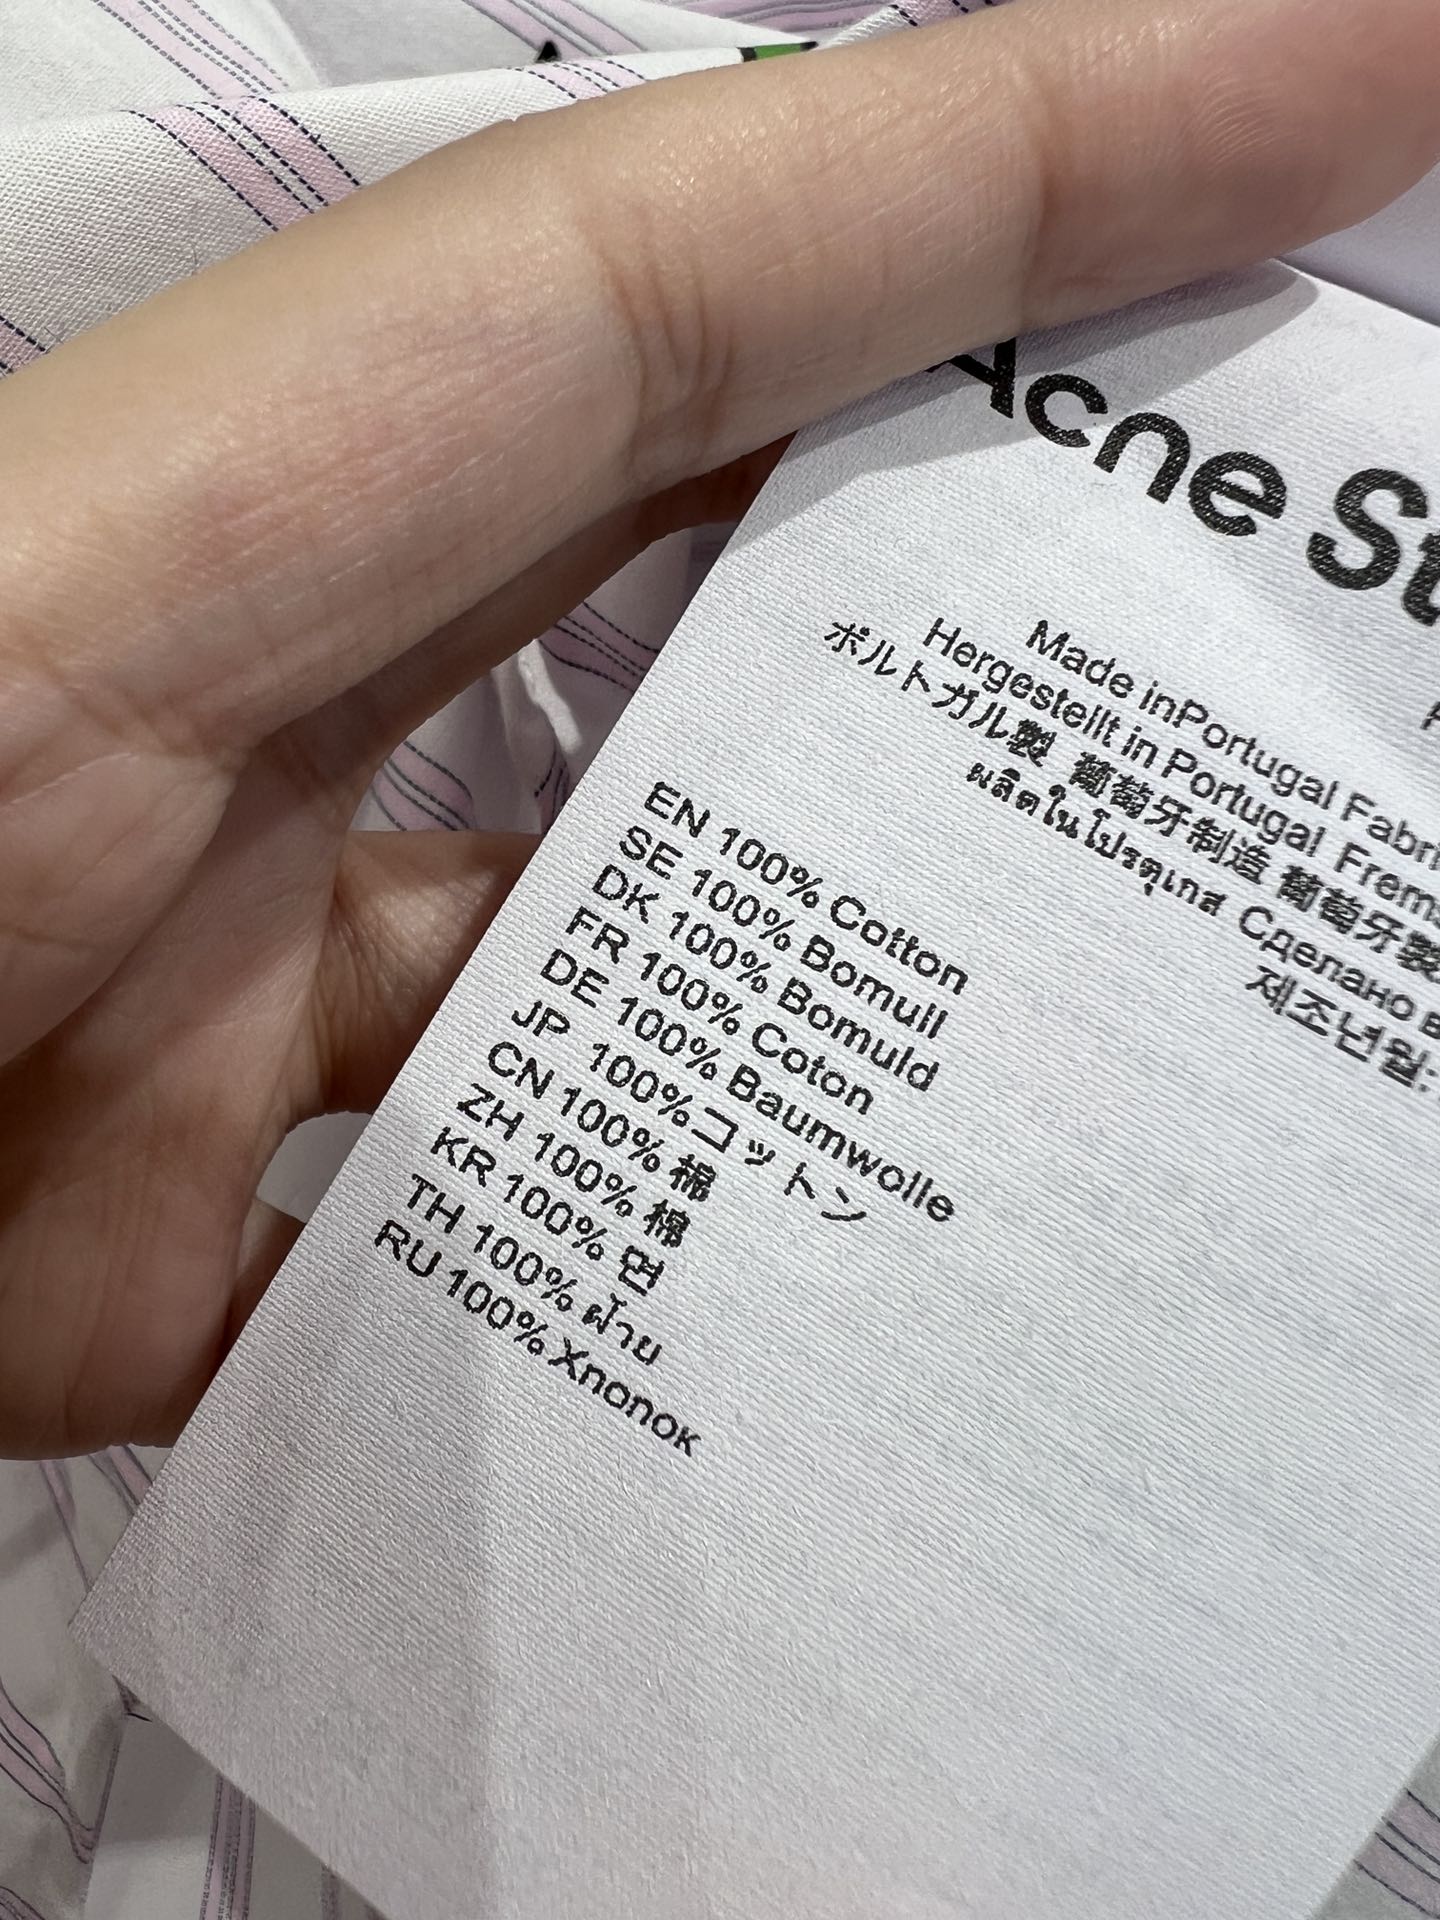 Acne St
Made inPortugal Fabri
Hergestellt in Portugal Frem
ポルトガル製 葡萄牙制造 葡萄牙製
ผลิตในโปรตุเกส Сделано в
제조년월:
EN 100% Cotton
SE 100% Bomull
DK 100% Bomuld
FR 100% Coton
DE 100% Baumwolle
JP 100%コットン
CN 100% 棉
ZH 100% 棉
KR 100% 면
TH 100% ฝ้าย
RU 100% Хлопок